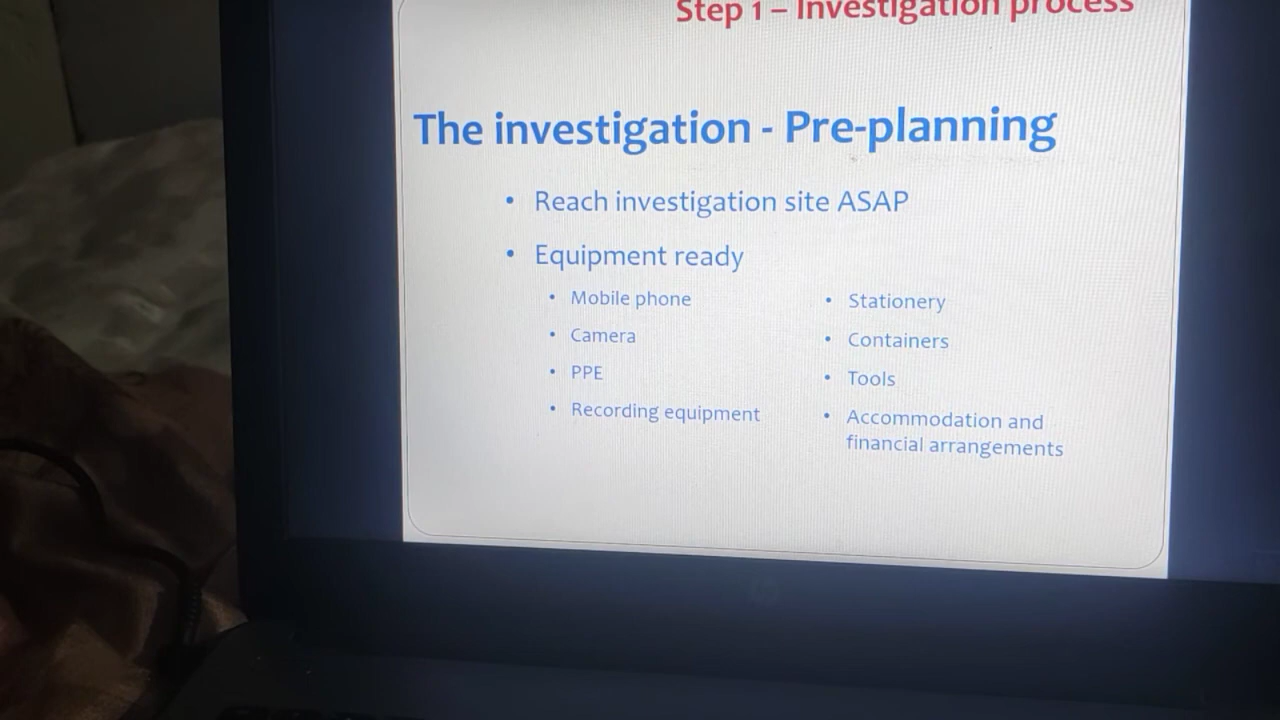 Step 1 – Investigation process
The investigation - Pre-planning
• Reach investigation site ASAP
• Equipment ready
• Mobile phone
• Camera
• PPE
• Recording equipment
• Stationery
• Containers
• Tools
• Accommodation and
financial arrangements